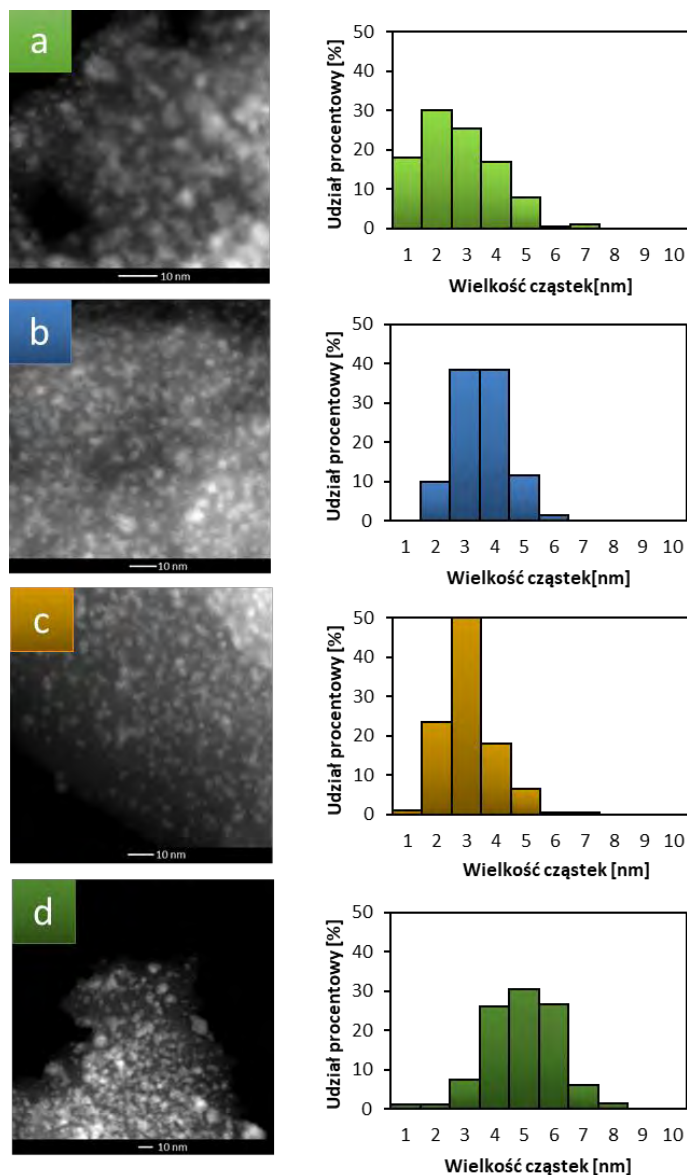 a
10 nm
Udział procentowy [%]
50
40
30
20
10
0
1 2 3 4 5 6 7 8 9 10
Wielkość cząstek[nm]
b
10 nm
Udział procentowy [%]
50
40
30
20
10
0
1 2 3 4 5 6 7 8 9 10
Wielkość cząstek[nm]
c
10 nm
Udział procentowy [%]
50
40
30
20
10
0
1 2 3 4 5 6 7 8 9 10
Wielkość cząstek [nm]
d
10 nm
Udział procentowy [%]
50
40
30
20
10
0
1 2 3 4 5 6 7 8 9 10
Wielkość cząstek [nm]